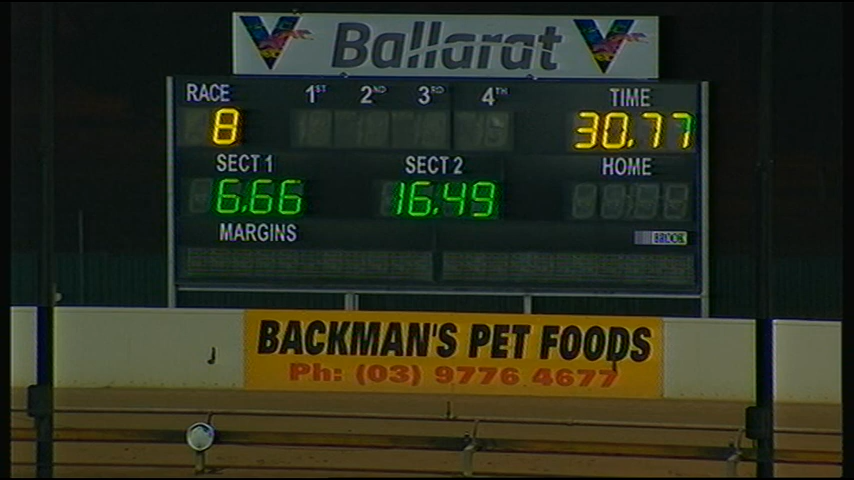 Ballarat
RACE 1ST 2ND 3RD 4TH TIME
8 30.77
SECT 1 SECT 2 HOME
6.66 16.49
MARGINS
BACKMAN'S PET FOODS
Ph: (03) 9776 4677